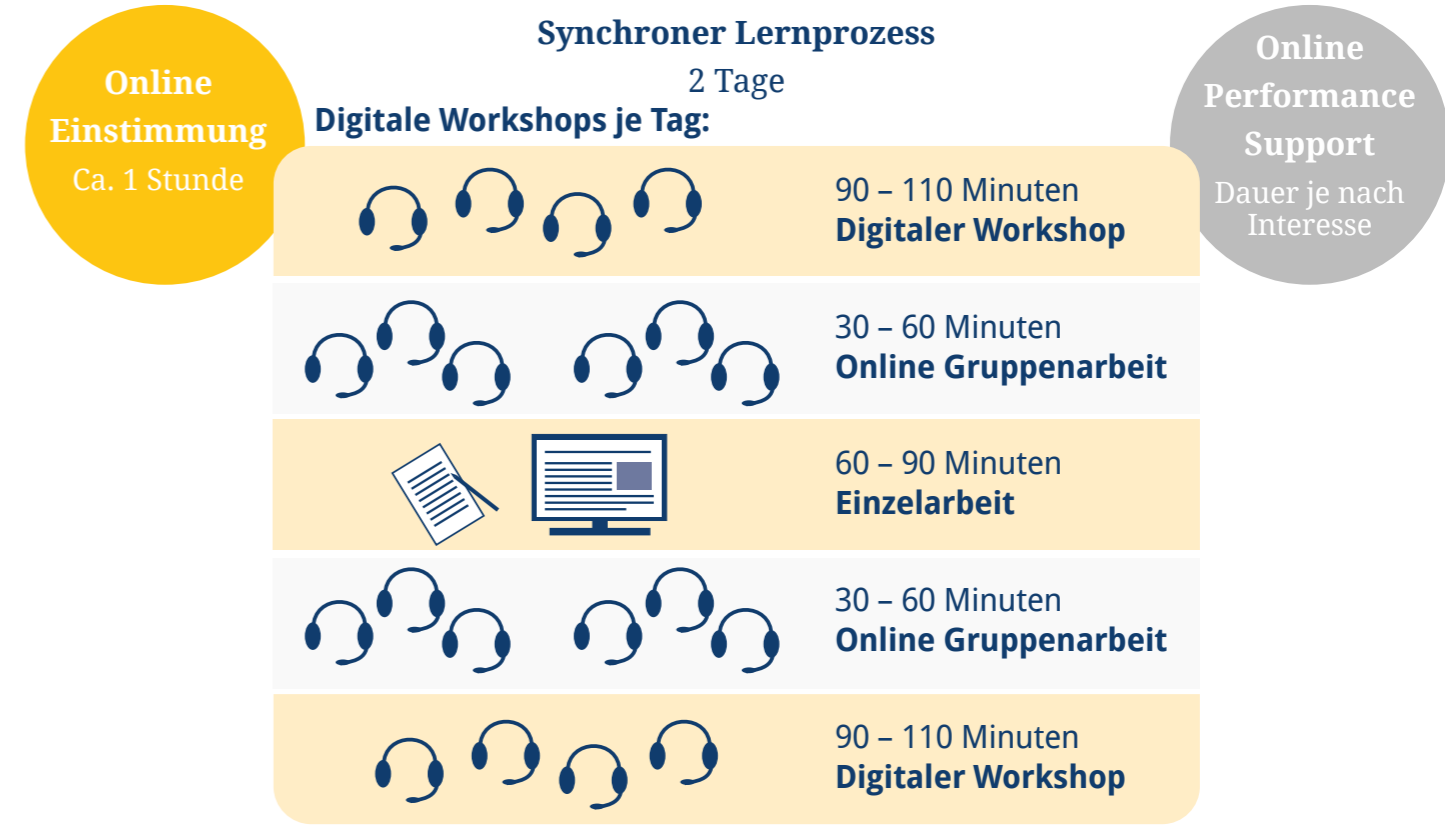 Online
Einstimmung
Ca. 1 Stunde
Synchroner Lernprozess
2 Tage
Digitale Workshops je Tag:
Online
Performance
Support
Dauer je nach
Interesse
90 – 110 Minuten
Digitaler Workshop
30 – 60 Minuten
Online Gruppenarbeit
60 – 90 Minuten
Einzelarbeit
30 – 60 Minuten
Online Gruppenarbeit
90 – 110 Minuten
Digitaler Workshop